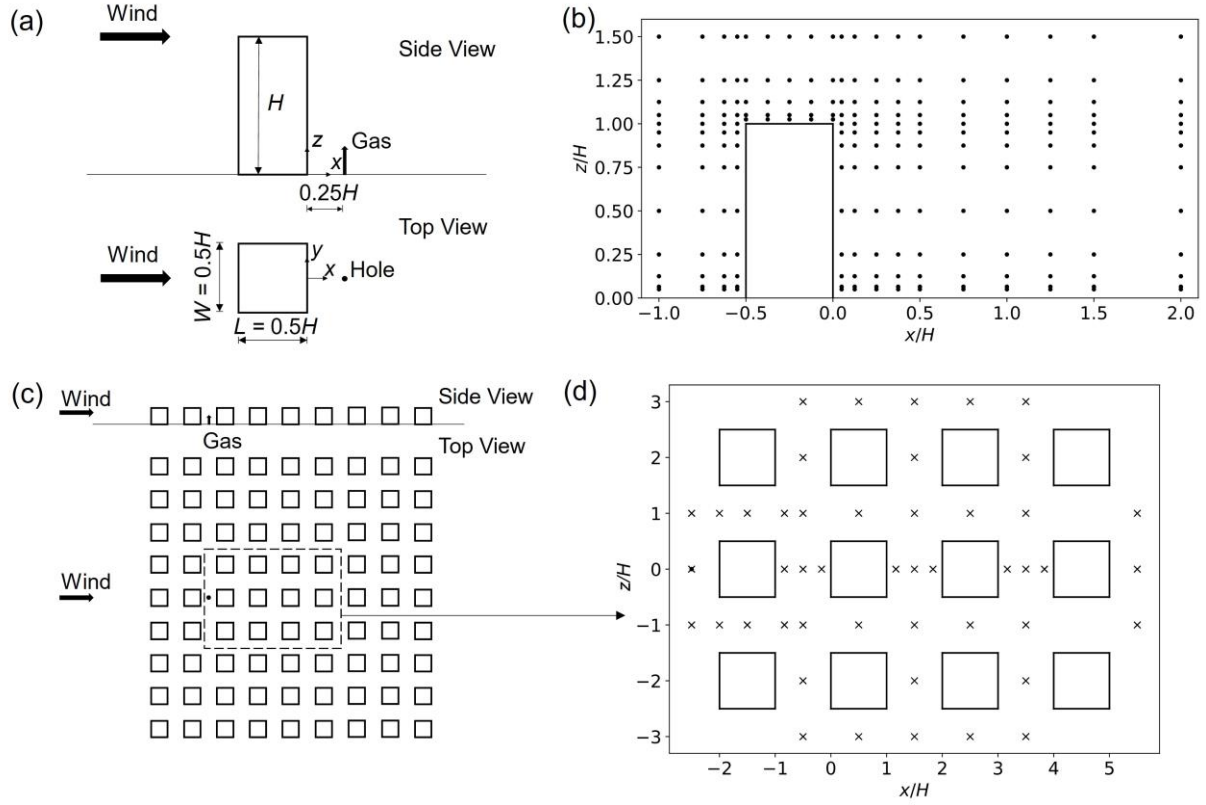 (a)
Wind
Side View
H
z
Gas
x
0.25H
Top View
Wind
y
x
Hole
W = 0.5H
L = 0.5H
(b)
1.50
1.25
1.00
0.75
0.50
0.25
0.00
z/H
−1.0 −0.5 0.0 0.5 1.0 1.5 2.0
x/H
(c)
Wind
Side View
Gas
Top View
Wind
(d)
3
2
1
0
−1
−2
−3
z/H
−2 −1 0 1 2 3 4 5
x/H